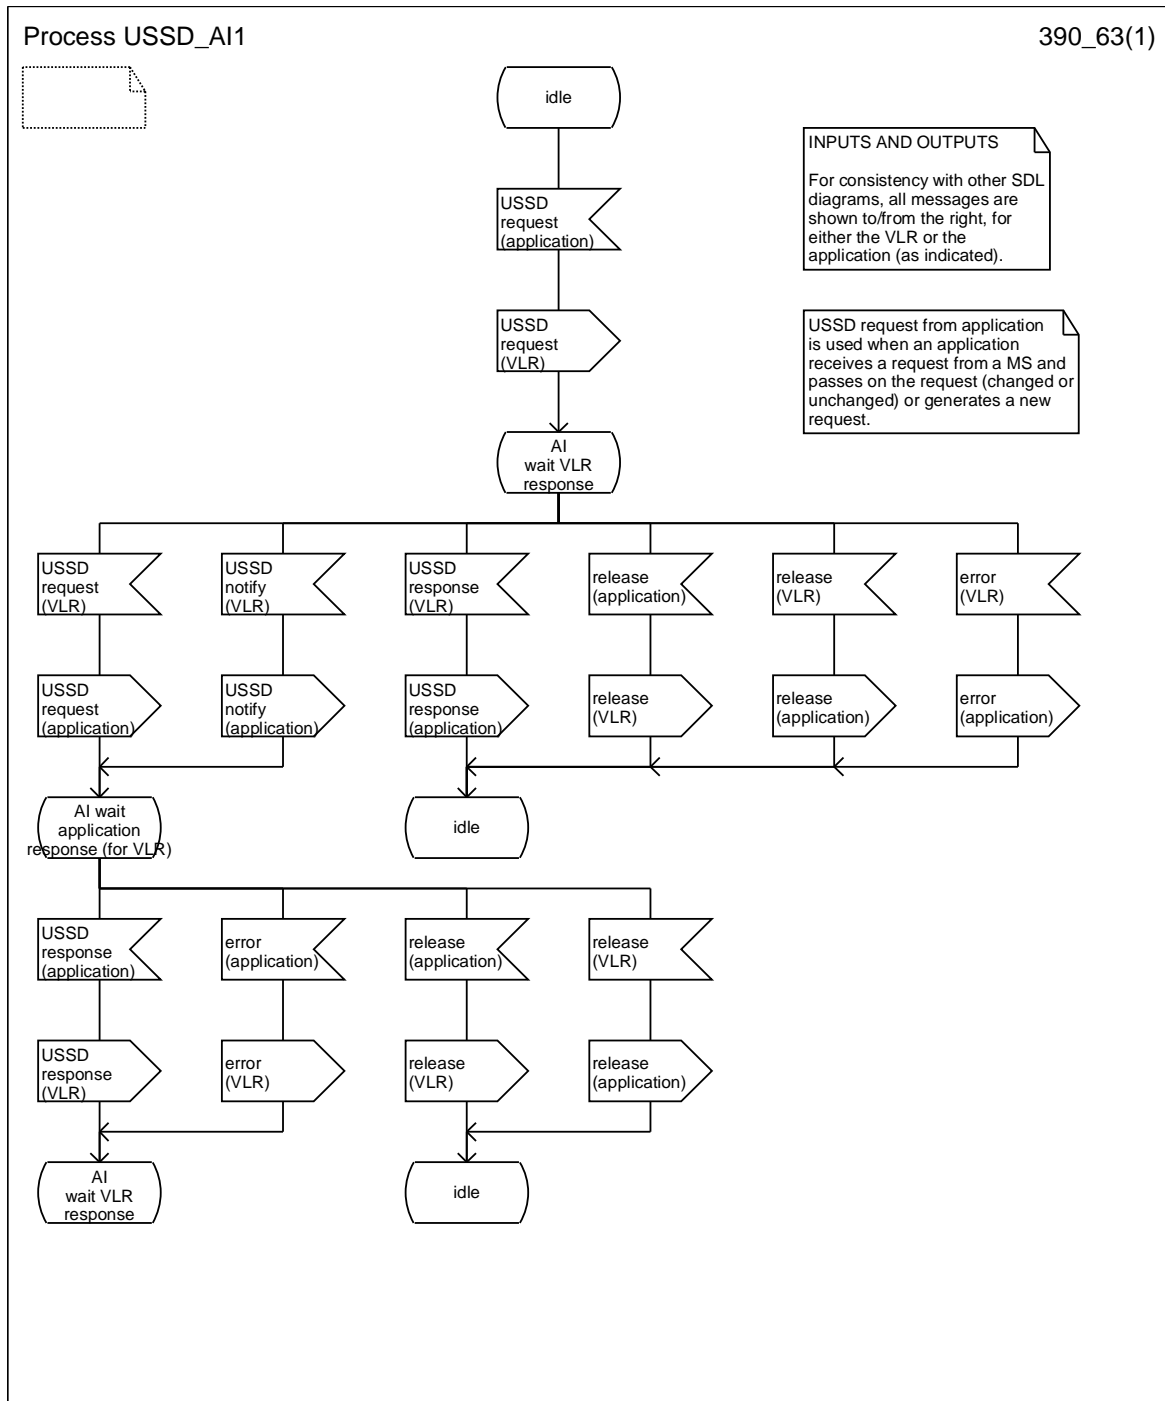 Process USSD_AI1
390_63(1)
idle
INPUTS AND OUTPUTS
For consistency with other SDL
diagrams, all messages are
shown to/from the right, for
either the VLR or the
application (as indicated).
USSD
request
(application)
USSD
request
(VLR)
USSD request from application
is used when an application
receives a request from a MS and
passes on the request (changed or
unchanged) or generates a new
request.
AI
wait VLR
response
USSD
request
(VLR)
USSD
notify
(VLR)
USSD
response
(VLR)
release
(application)
release
(VLR)
error
(VLR)
USSD
request
(application)
USSD
notify
(application)
USSD
response
(application)
release
(VLR)
release
(application)
error
(application)
AI wait
application
response (for VLR)
idle
USSD
response
(application)
error
(application)
release
(application)
release
(VLR)
USSD
response
(VLR)
error
(VLR)
release
(VLR)
release
(application)
AI
wait VLR
response
idle